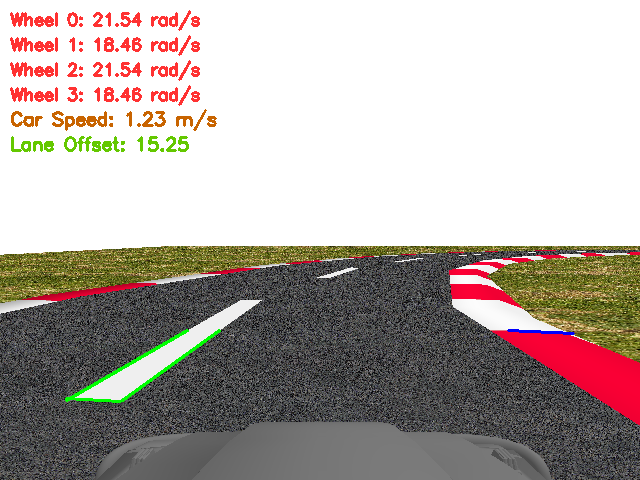 Wheel 0: 21.54 rad/s
Wheel 1: 18.46 rad/s
Wheel 2: 21.54 rad/s
Wheel 3: 18.46 rad/s
Car Speed: 1.23 m/s
Lane Offset: 15.25